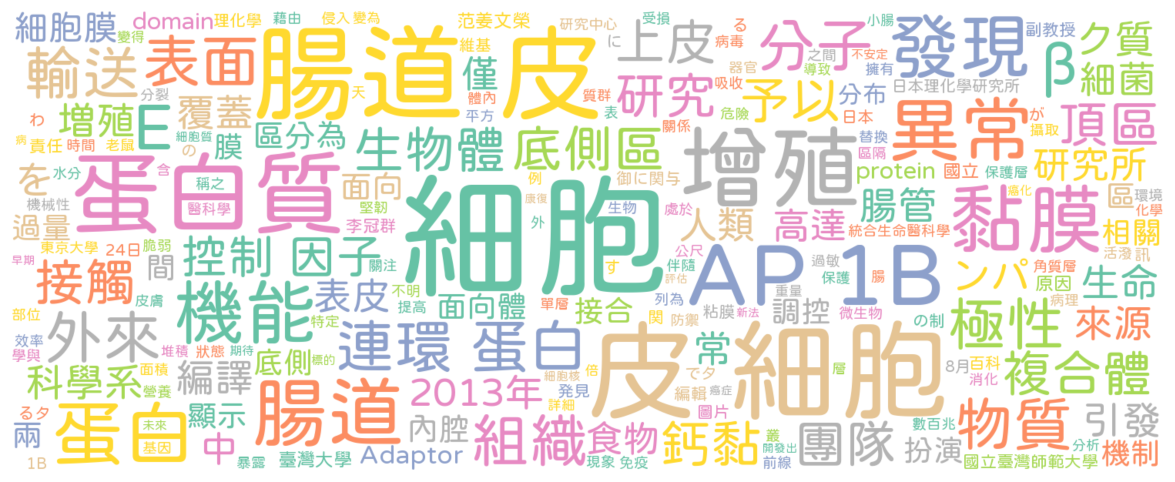 細胞膜
domain
理化學
藉由
侵入
變為
范姜文榮
研究中心
受損
る
小腸
副教授
ク質
輸送
表面
變得
腸道
皮
維基
僅
に
上皮
病毒
分子
之間
不安定
發現
β
細菌
分裂
天
體內
質群
器官
吸收
導致
擁有
日本理化學研究所
わ
增殖
E
覆蓋
區分為
平方
研究
表
危險
予以
分布
日本
替換
が
攝取
頂區
病
責任
時間
老鼠
細胞質
の
膜
生物體
底側區
關係
增殖
異常
區隔
研究所
水分
含
protein
國立
保護層
を
蛋白質
稱之
醫科學
面向
堅韌
例
康復
御に関与
細胞
生物
處於
人類
高達
腸管
癌化
區
環境
化學
機械性
過量
李冠群
外
統合生命醫科學
黏膜
相關
東京大學
24日
脆弱
間
控制
因子
關注
す
公尺
伴隨
評估
過敏
保護
腸
ンパ
角質層
原因
活潑
訊
生命
早期
接觸
皮膚
機能
表皮
不明
提高
特定
面向體
單層
接合
列為
関
粘膜
防禦
AP
1B
重量
新法
調控
微生物
の制
極性
病理
來源
部位
外來
效率
學與
堆積
狀態
期待
底側
標的
連環
蛋白
でタ
細胞核
倍
皮
細胞
常
層
8月
百科
消化
複合體
科學系
面積
營養
編譯
腸道
2013年
発見
詳細
編輯
癌症
圖片
叢
開發出
數百兆
物質
引發
るタ
兩
蛋白
未來
基因
顯示
中
內腔
組織
食物
鈣黏
團隊
扮演
分析
機制
1B
暴露
臺灣大學
Adaptor
現象
免疫
前線
國立臺灣師範大學